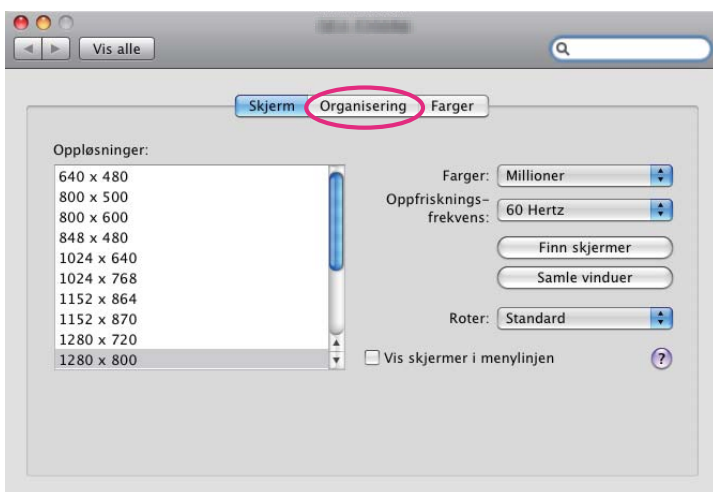 Vis alle
Skjerm Organisering Farger
Oppløsninger:
640 x 480
800 x 500
800 x 600
848 x 480
1024 x 640
1024 x 768
1152 x 864
1152 x 870
1280 x 720
1280 x 800
Farger: Millioner
Oppfrisknings-
frekvens: 60 Hertz
Finn skjermer
Samle vinduer
Roter: Standard
Vis skjermer i menylinjen ?